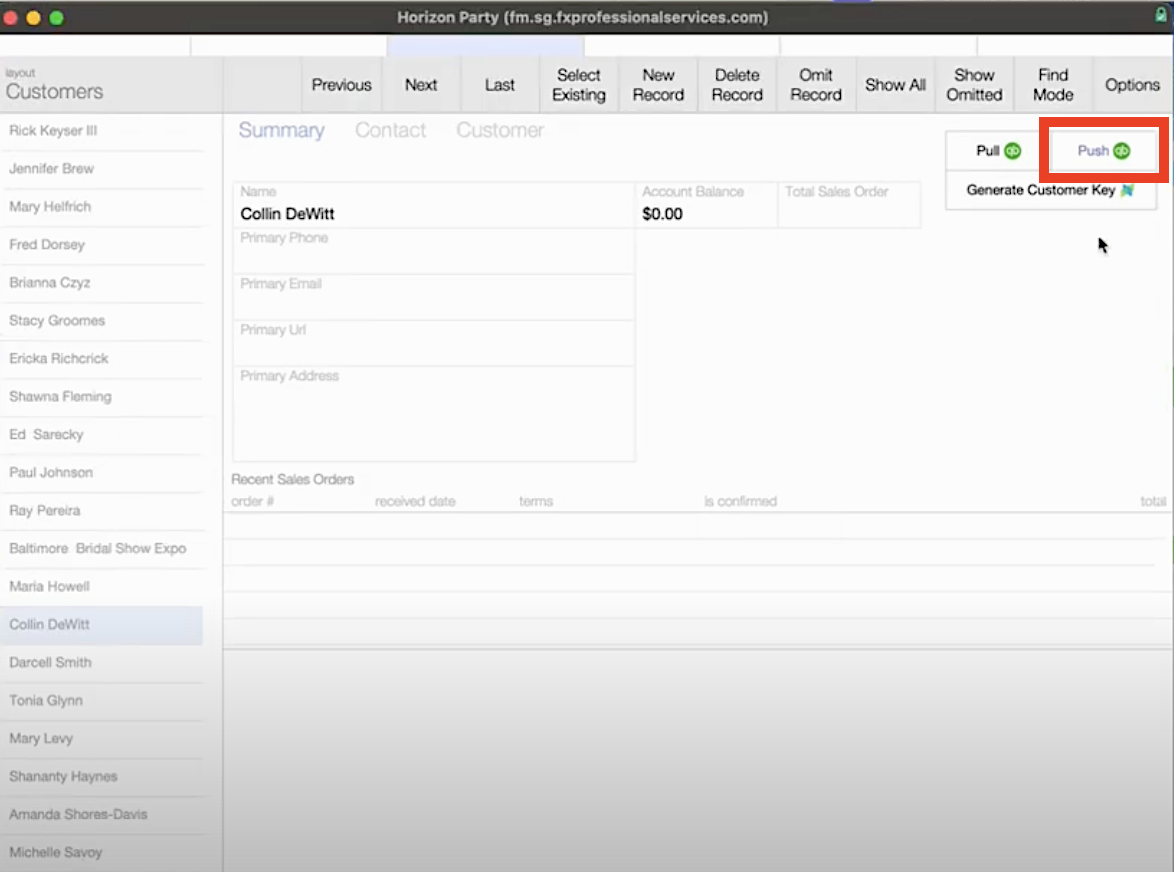 Horizon Party (fm.sg.fxprofessionalservices.com)
layout
Customers
Previous
Next
Last
Select
Existing
New
Record
Delete
Record
Omit
Record
Show All
Show
Omitted
Find
Mode
Options
Rick Keyser III
Jennifer Brew
Mary Helfrich
Fred Dorsey
Brianna Czyz
Stacy Groomes
Ericka Richcrick
Shawna Fleming
Ed Sarecky
Paul Johnson
Ray Pereira
Baltimore Bridal Show Expo
Maria Howell
Collin DeWitt
Darcell Smith
Tonia Glynn
Mary Levy
Shananty Haynes
Amanda Shores-Davis
Michelle Savoy
Summary Contact Customer
Pull qb
Push qb
Generate Customer Key
Name
Collin DeWitt
Account Balance
$0.00
Total Sales Order
Primary Phone
Primary Email
Primary Url
Primary Address
Recent Sales Orders
order # received date terms is confirmed total